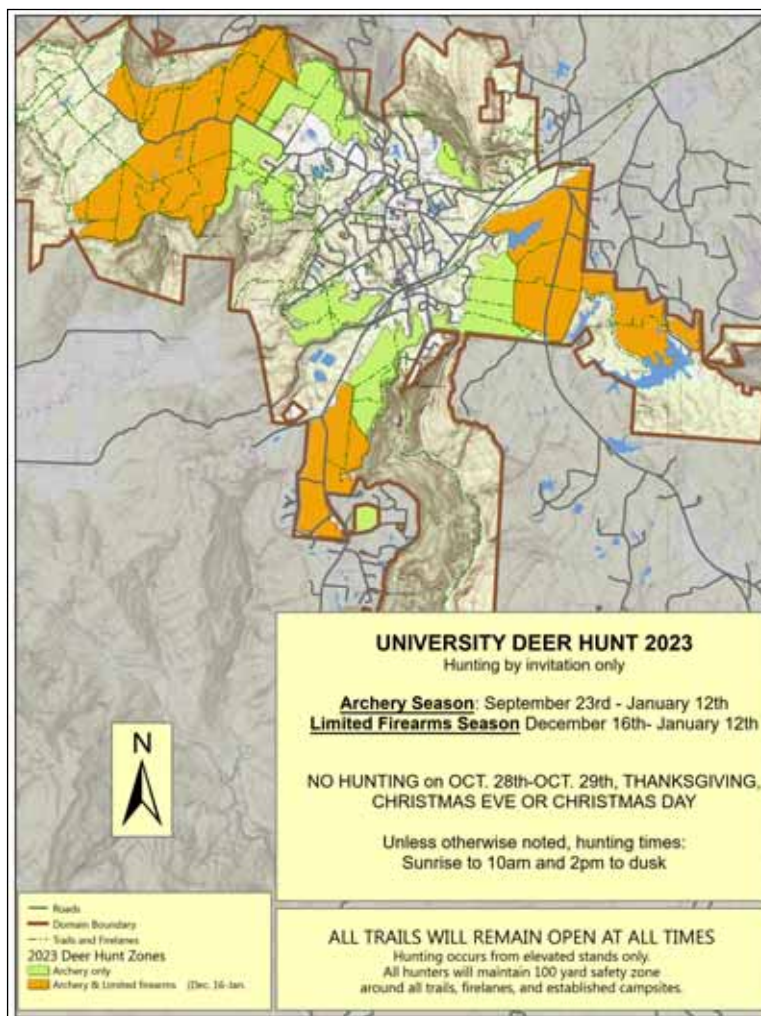 UNIVERSITY DEER HUNT 2023
Hunting by invitation only
Archery Season: September 23rd - January 12th
Limited Firearms Season December 16th- January 12th
NO HUNTING on OCT. 28th-OCT. 29th, THANKSGIVING,
CHRISTMAS EVE OR CHRISTMAS DAY
Unless otherwise noted, hunting times:
Sunrise to 10am and 2pm to dusk
N
Roads
Domain Boundary
Trails and Firelanes
2023 Deer Hunt Zones
Archery only
Archery & Limited firearms (Dec. 16-Jan.
ALL TRAILS WILL REMAIN OPEN AT ALL TIMES
Hunting occurs from elevated stands only.
All hunters will maintain 100 yard safety zone
around all trails, firelanes, and established campsites.